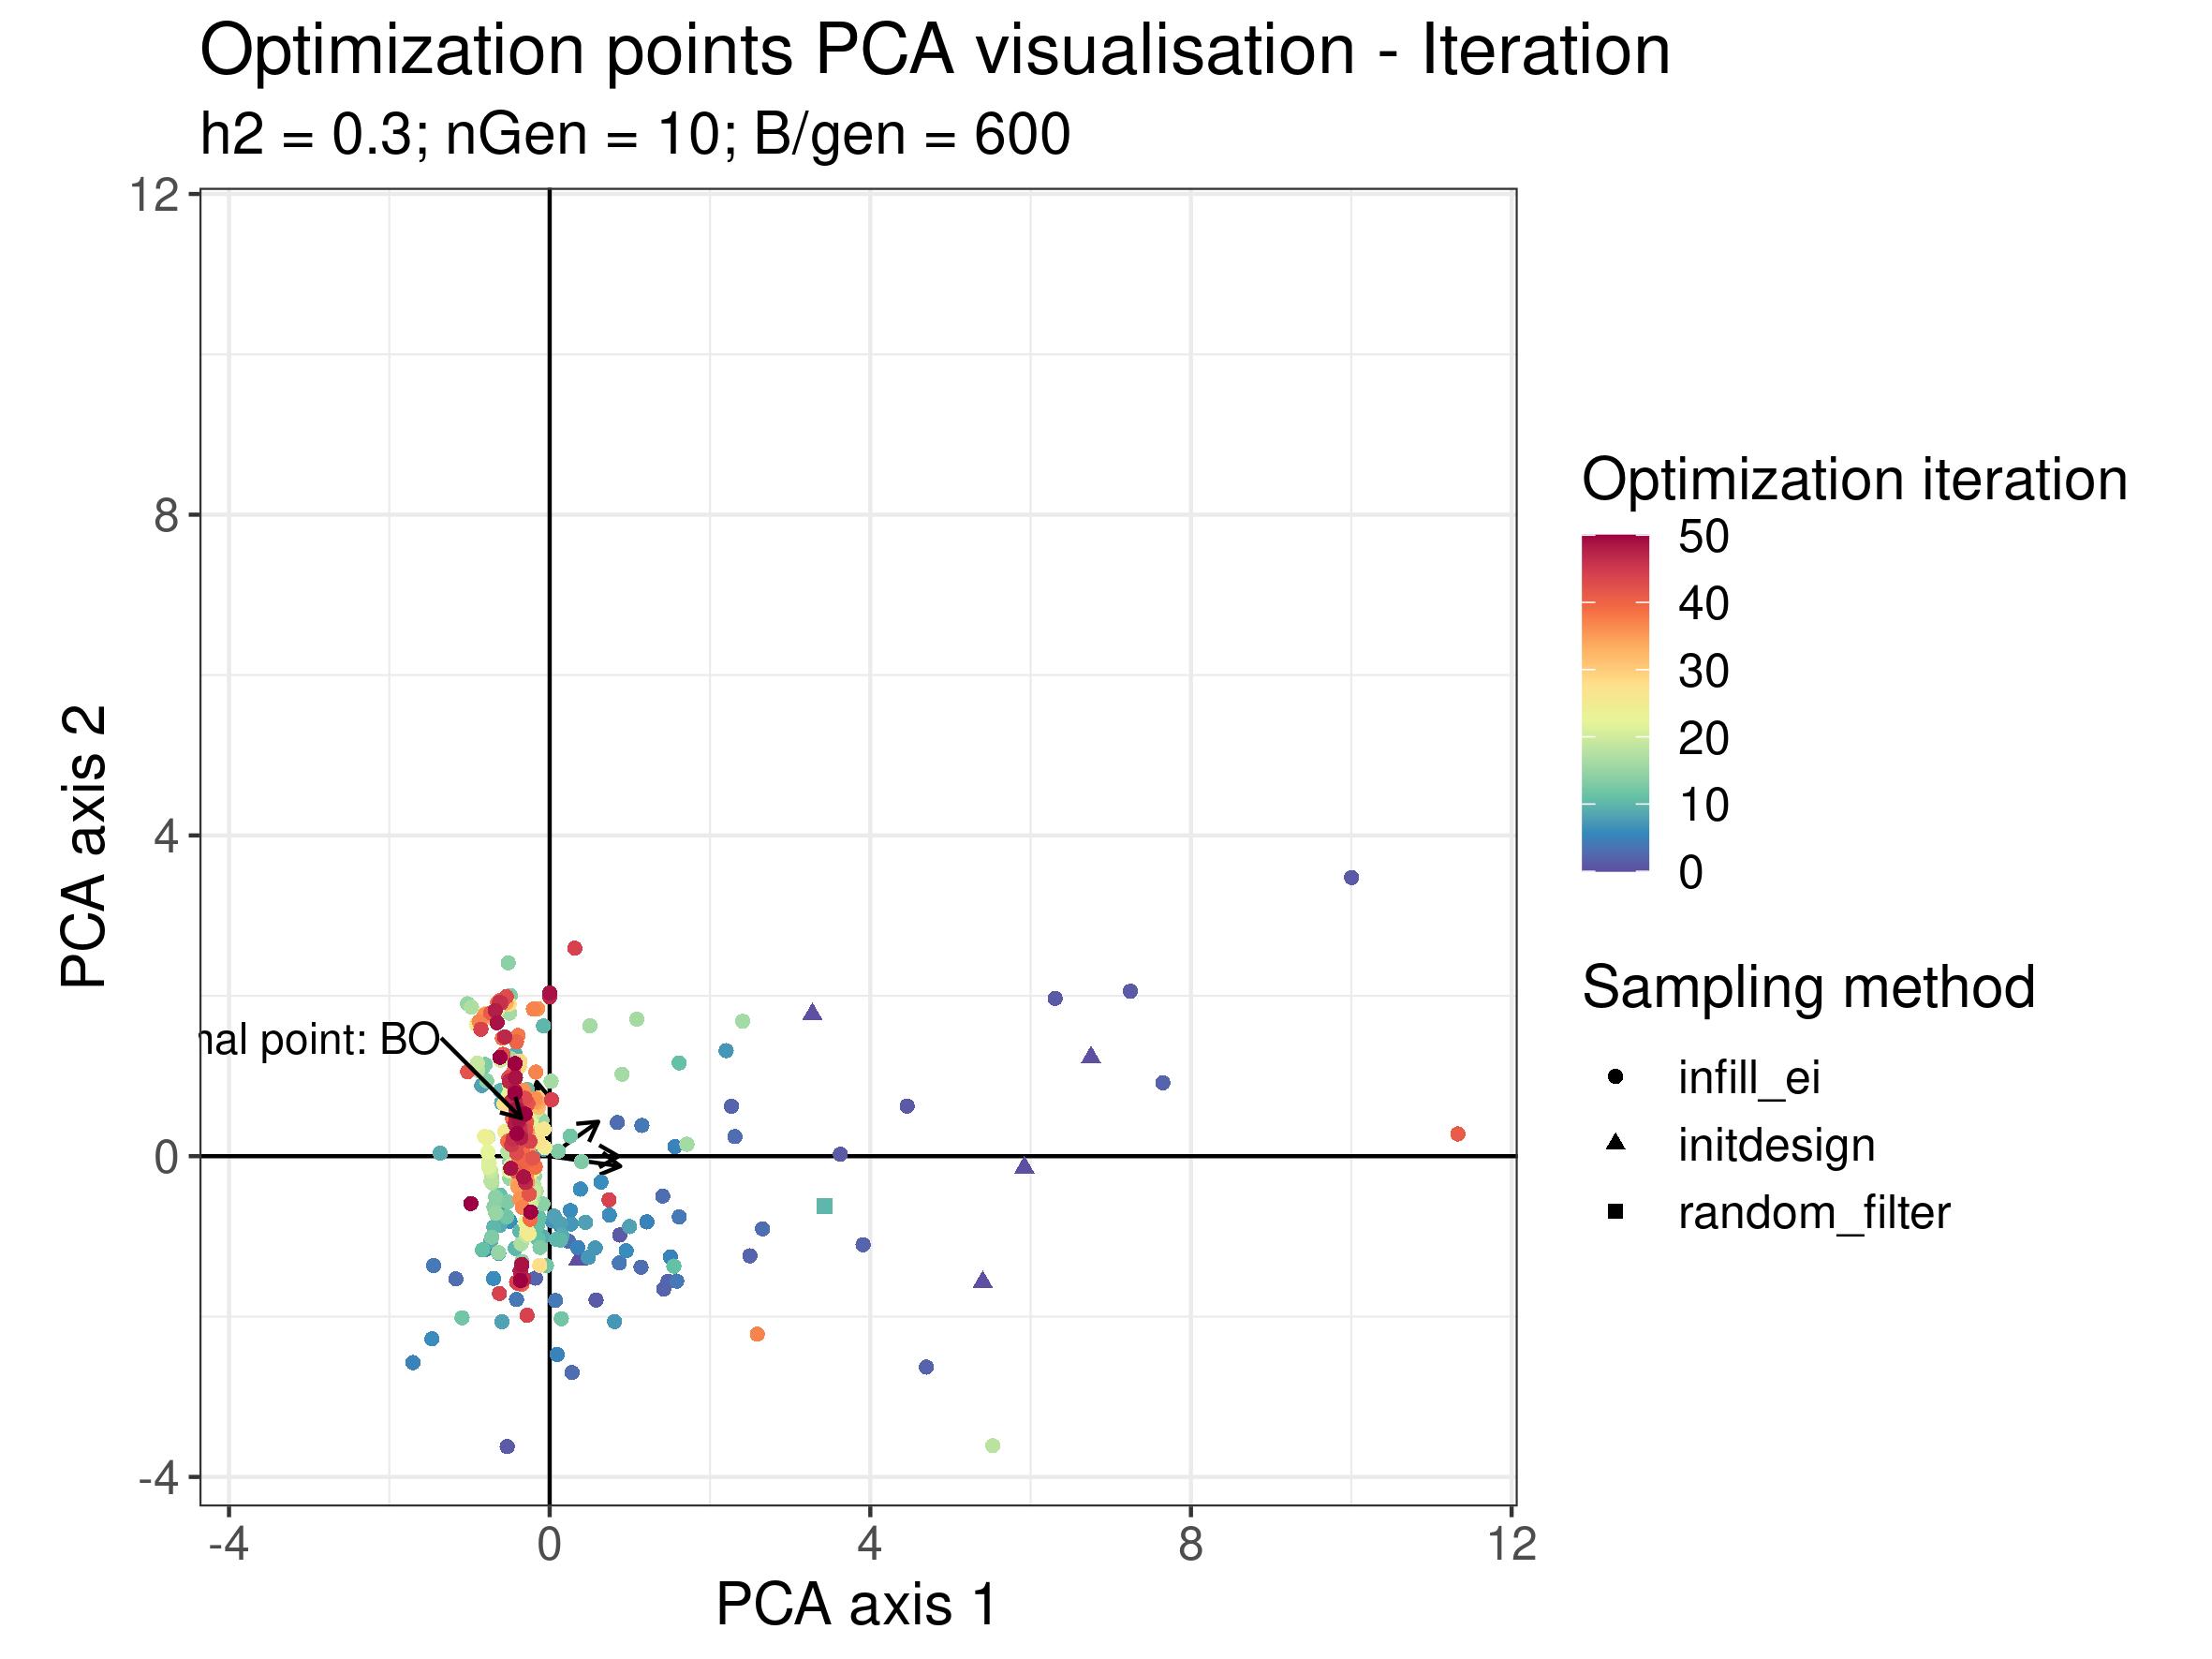 Optimization points PCA visualisation - Iteration
h2 = 0.3; nGen = 10; B/gen = 600
12
8
4
0
-4
PCA axis 2
nal point: BO
-4
0
4
8
12
PCA axis 1
Optimization iteration
50
40
30
20
10
0
Sampling method
infill_ei
initdesign
random_filter